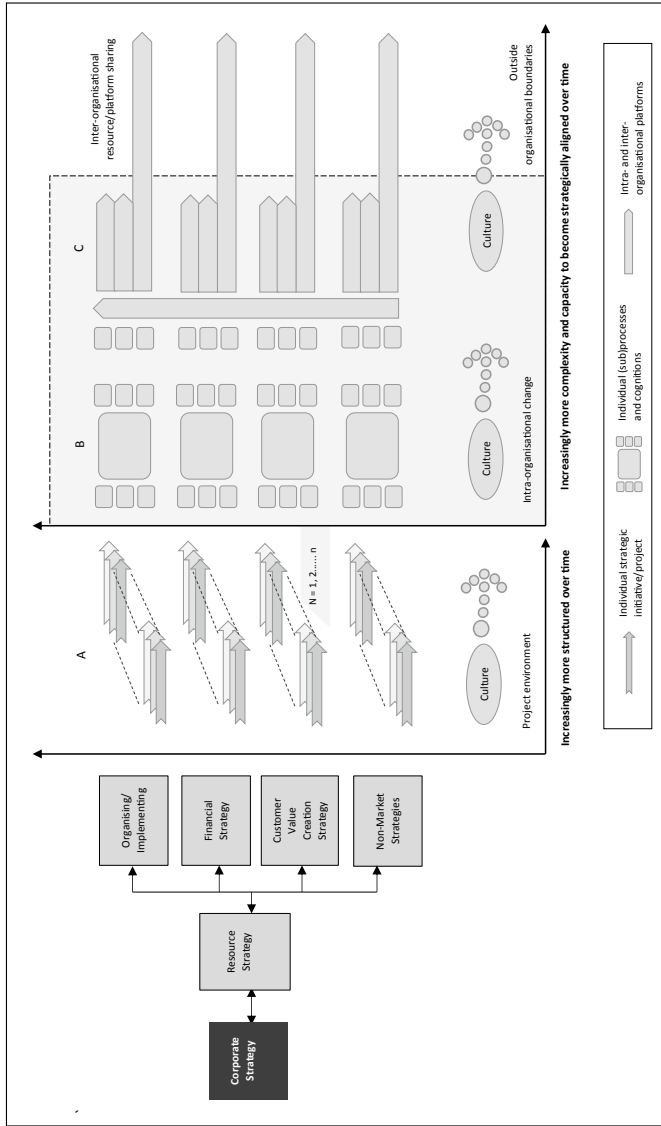 Corporate
Strategy
Resource
Strategy
Organising/
Implementing
Financial
Strategy
Customer
Value
Creation
Strategy
Non-Market
Strategies
A
N = 1, 2...... n
Culture
Project environment
Increasingly more structured over time
B
Culture
Intra-organisational change
C
Inter-organisational
resource/platform sharing
Culture
Outside
organisational boundaries
Increasingly more complexity and capacity to become strategically aligned over time
Individual strategic
initiative/project
Individual (sub)processes
and cognitions
Intra- and inter-
organisational platforms